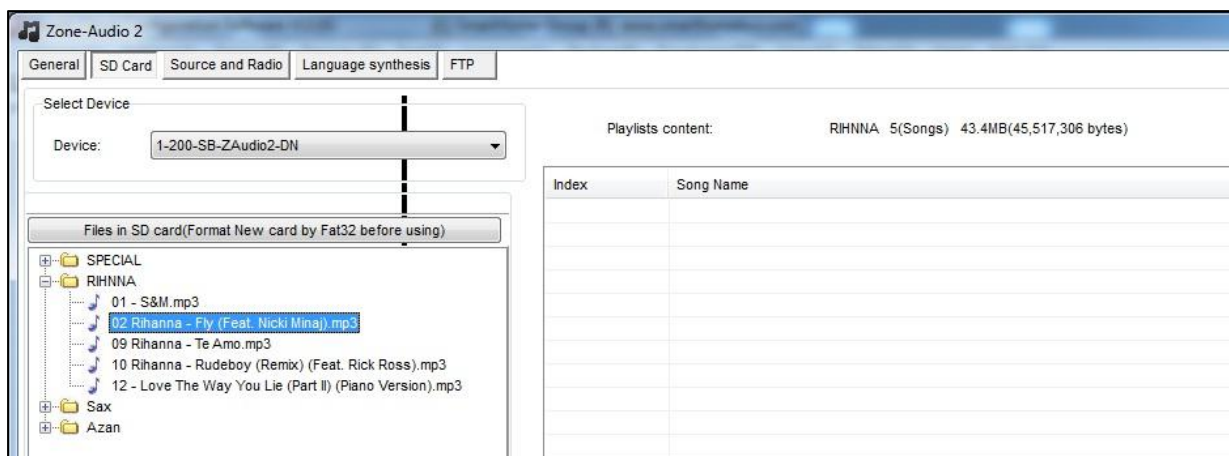 Zone-Audio 2
General SD Card Source and Radio Language synthesis FTP
Select Device
Device: 1-200-SB-ZAudio2-DN
Playlists content: RIHNNA 5(Songs) 43.4MB(45,517,306 bytes)
Index Song Name
Files in SD card(Format New card by Fat32 before using)
SPECIAL
RIHNNA
01 - S&M.mp3
02 Rihanna - Fly (Feat. Nicki Minaj).mp3
09 Rihanna - Te Amo.mp3
10 Rihanna - Rudeboy (Remix) (Feat. Rick Ross).mp3
12 - Love The Way You Lie (Part II) (Piano Version).mp3
Sax
Azan